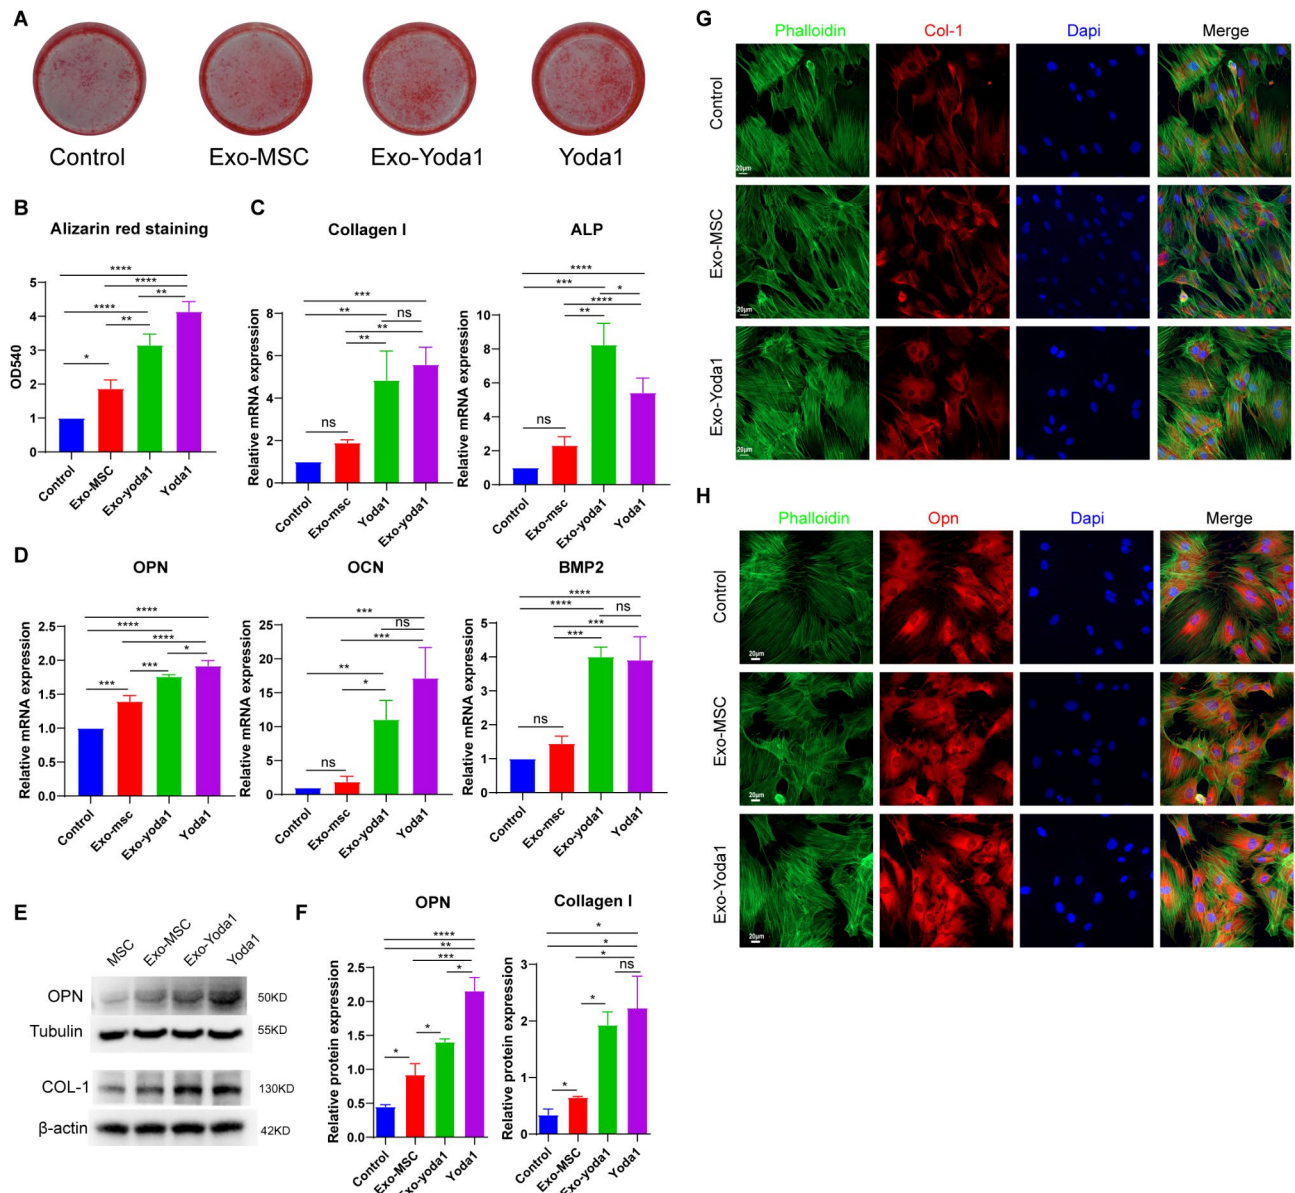 A
Control Exo-MSC Exo-Yoda1 Yoda1
B
Alizarin red staining
****
****
**
****
**
*
OD540
5
4
3
2
1
0
Control Exo-MSC Exo-yoda1 Yoda1
C
Collagen I
***
**
ns
**
**
ns
Relative mRNA expression
8
6
4
2
0
Control Exo-msc Yoda1 Exo-yoda1
ALP
****
***
*
****
**
ns
Relative mRNA expression
10
8
6
4
2
0
Control Exo-msc Exo-yoda1 Yoda1
D
OPN
****
****
****
*
***
***
Relative mRNA expression
2.5
2.0
1.5
1.0
0.5
0.0
Control Exo-msc Exo-yoda1 Yoda1
OCN
***
ns
***
**
*
ns
Relative mRNA expression
25
20
15
10
5
0
Control Exo-msc Exo-yoda1 Yoda1
BMP2
****
****
ns
***
***
ns
Relative mRNA expression
5
4
3
2
1
0
Control Exo-msc Exo-yoda1 Yoda1
E
MSC Exo-MSC Exo-Yoda1 Yoda1
OPN 50KD
Tubulin 55KD
COL-1 130KD
β-actin 42KD
F
OPN
****
**
***
*
*
*
Relative protein expression
2.5
2.0
1.5
1.0
0.5
0.0
Control Exo-MSC Exo-yoda1 Yoda1
Collagen I
*
*
*
ns
*
*
Relative protein expression
3
2
1
0
Control Exo-MSC Exo-yoda1 Yoda1
G
Phalloidin Col-1 Dapi Merge
Control
20μm
Exo-MSC
20μm
Exo-Yoda1
20μm
H
Phalloidin Opn Dapi Merge
Control
20μm
Exo-MSC
20μm
Exo-Yoda1
20μm